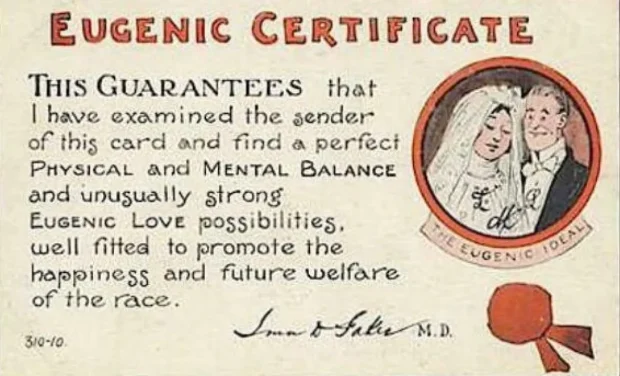 EUGENIC CERTIFICATE
THIS GUARANTEES that
I have examined the sender
of this card and find a perfect
PHYSICAL and MENTAL BALANCE
and unusually strong
EUGENIC LOVE possibilities,
well fitted to promote the
happiness and future welfare
of the race.
THE EUGENIC IDEAL
310-10.
M.D.